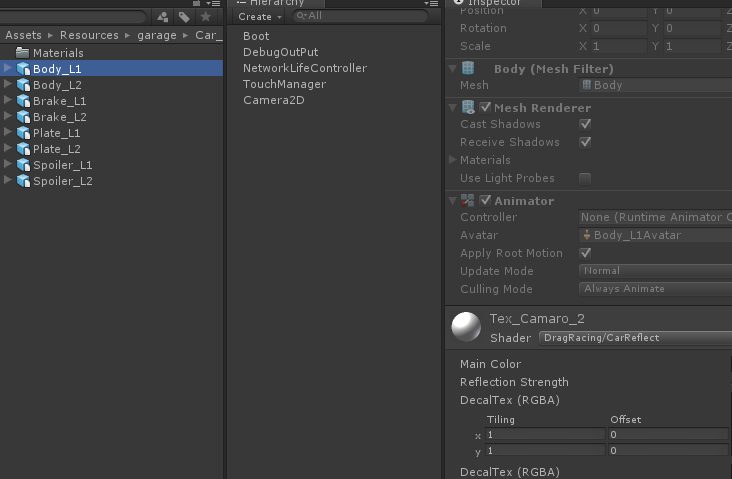 Assets ▸ Resources ▸ garage ▸ Car_
Materials
Body_L1
Body_L2
Brake_L1
Brake_L2
Plate_L1
Plate_L2
Spoiler_L1
Spoiler_L2
Hierarchy
Create
All
Boot
DebugOutPut
NetworkLifeController
TouchManager
Camera2D
Inspector
Position X 0 Y 0
Rotation X 0 Y 0
Scale X 1 Y 1
Body (Mesh Filter)
Mesh Body
Mesh Renderer
Cast Shadows
Receive Shadows
Materials
Use Light Probes
Animator
Controller None (Runtime Animator
Avatar Body_L1Avatar
Apply Root Motion
Update Mode Normal
Culling Mode Always Animate
Tex_Camaro_2
Shader DragRacing/CarReflect
Main Color
Reflection Strength
DecalTex (RGBA)
Tiling Offset
x 1 0
y 1 0
DecalTex (RGBA)